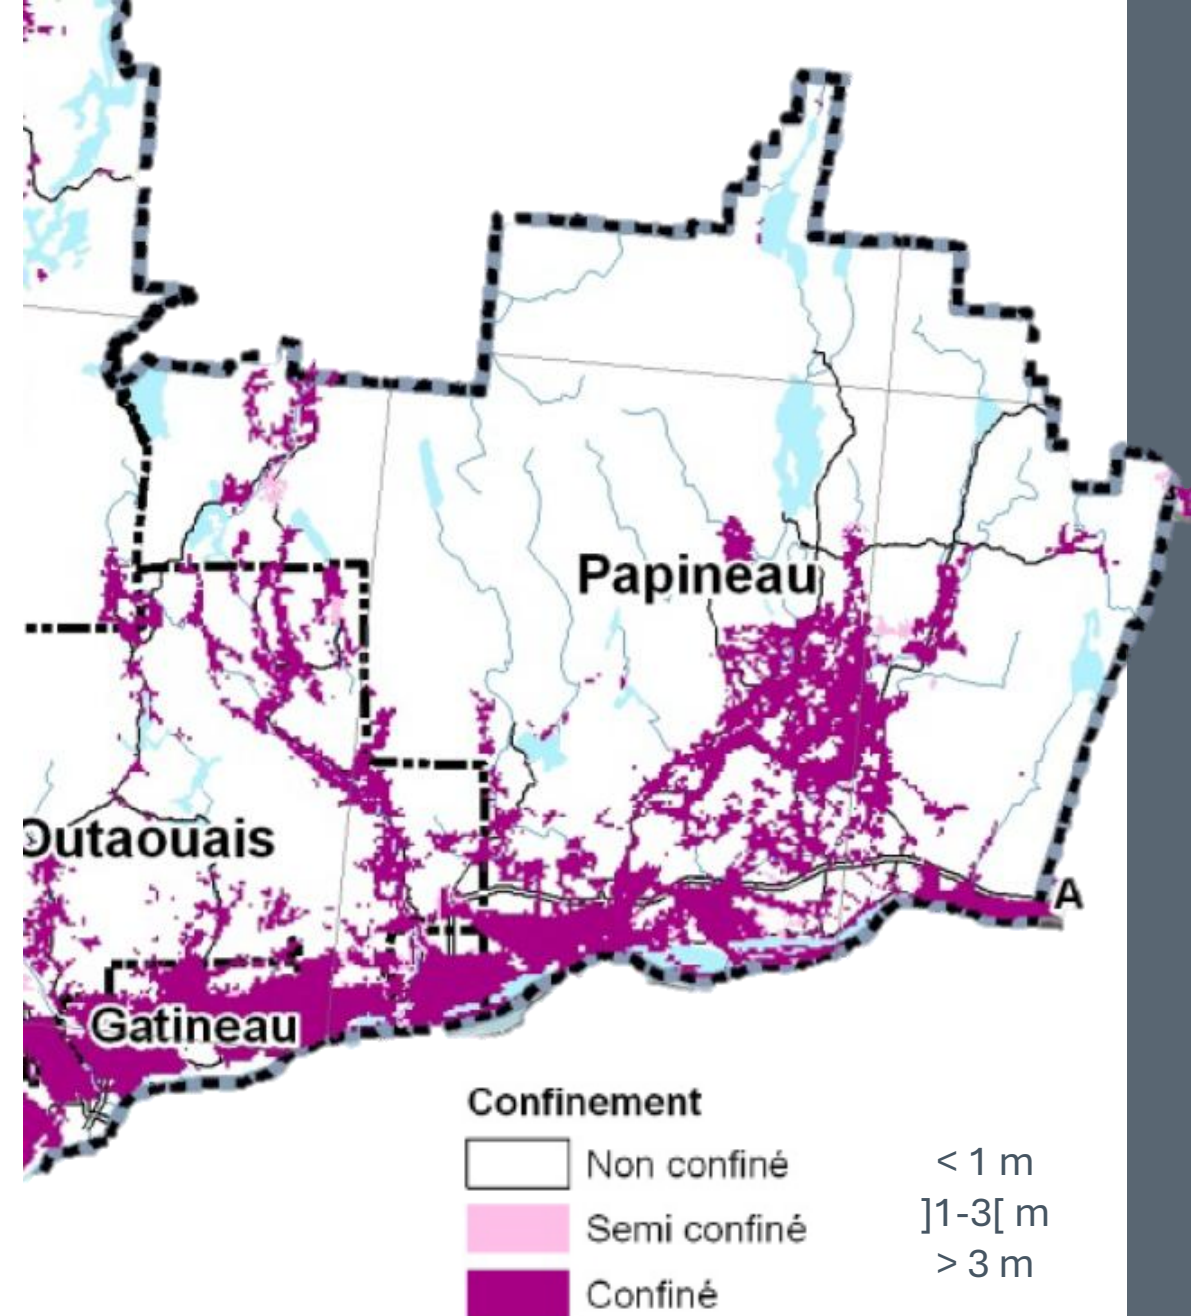 Papineau
Outaouais
A
Gatineau
Confinement
Non confiné
< 1 m
Semi confiné
]1-3[ m
Confiné
> 3 m